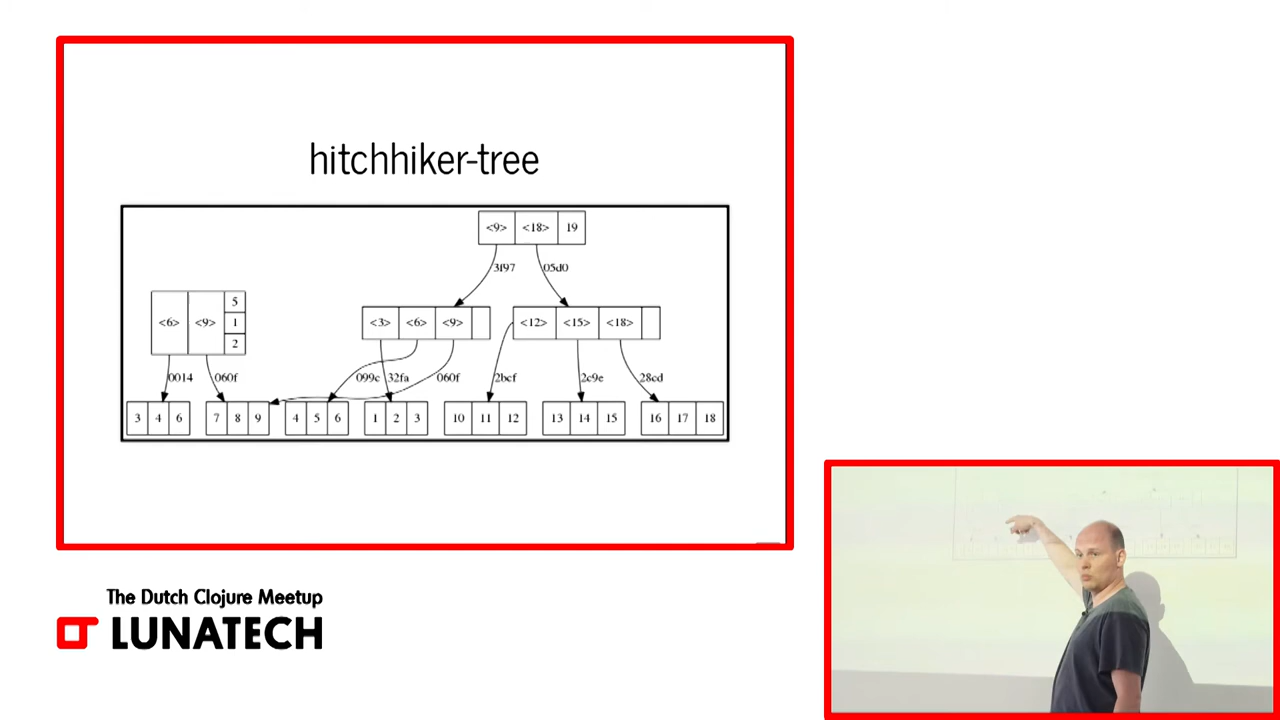 hitchhiker-tree
<9> <18> 19
3f97 05d0
<6> <9> 5 1 2
<3> <6> <9>
<12> <15> <18>
0014 060f 099c 32fa 060f 2bcf 2c9e 28cd
3 4 6
7 8 9
4 5 6
1 2 3
10 11 12
13 14 15
16 17 18
The Dutch Clojure Meetup
LUNATECH